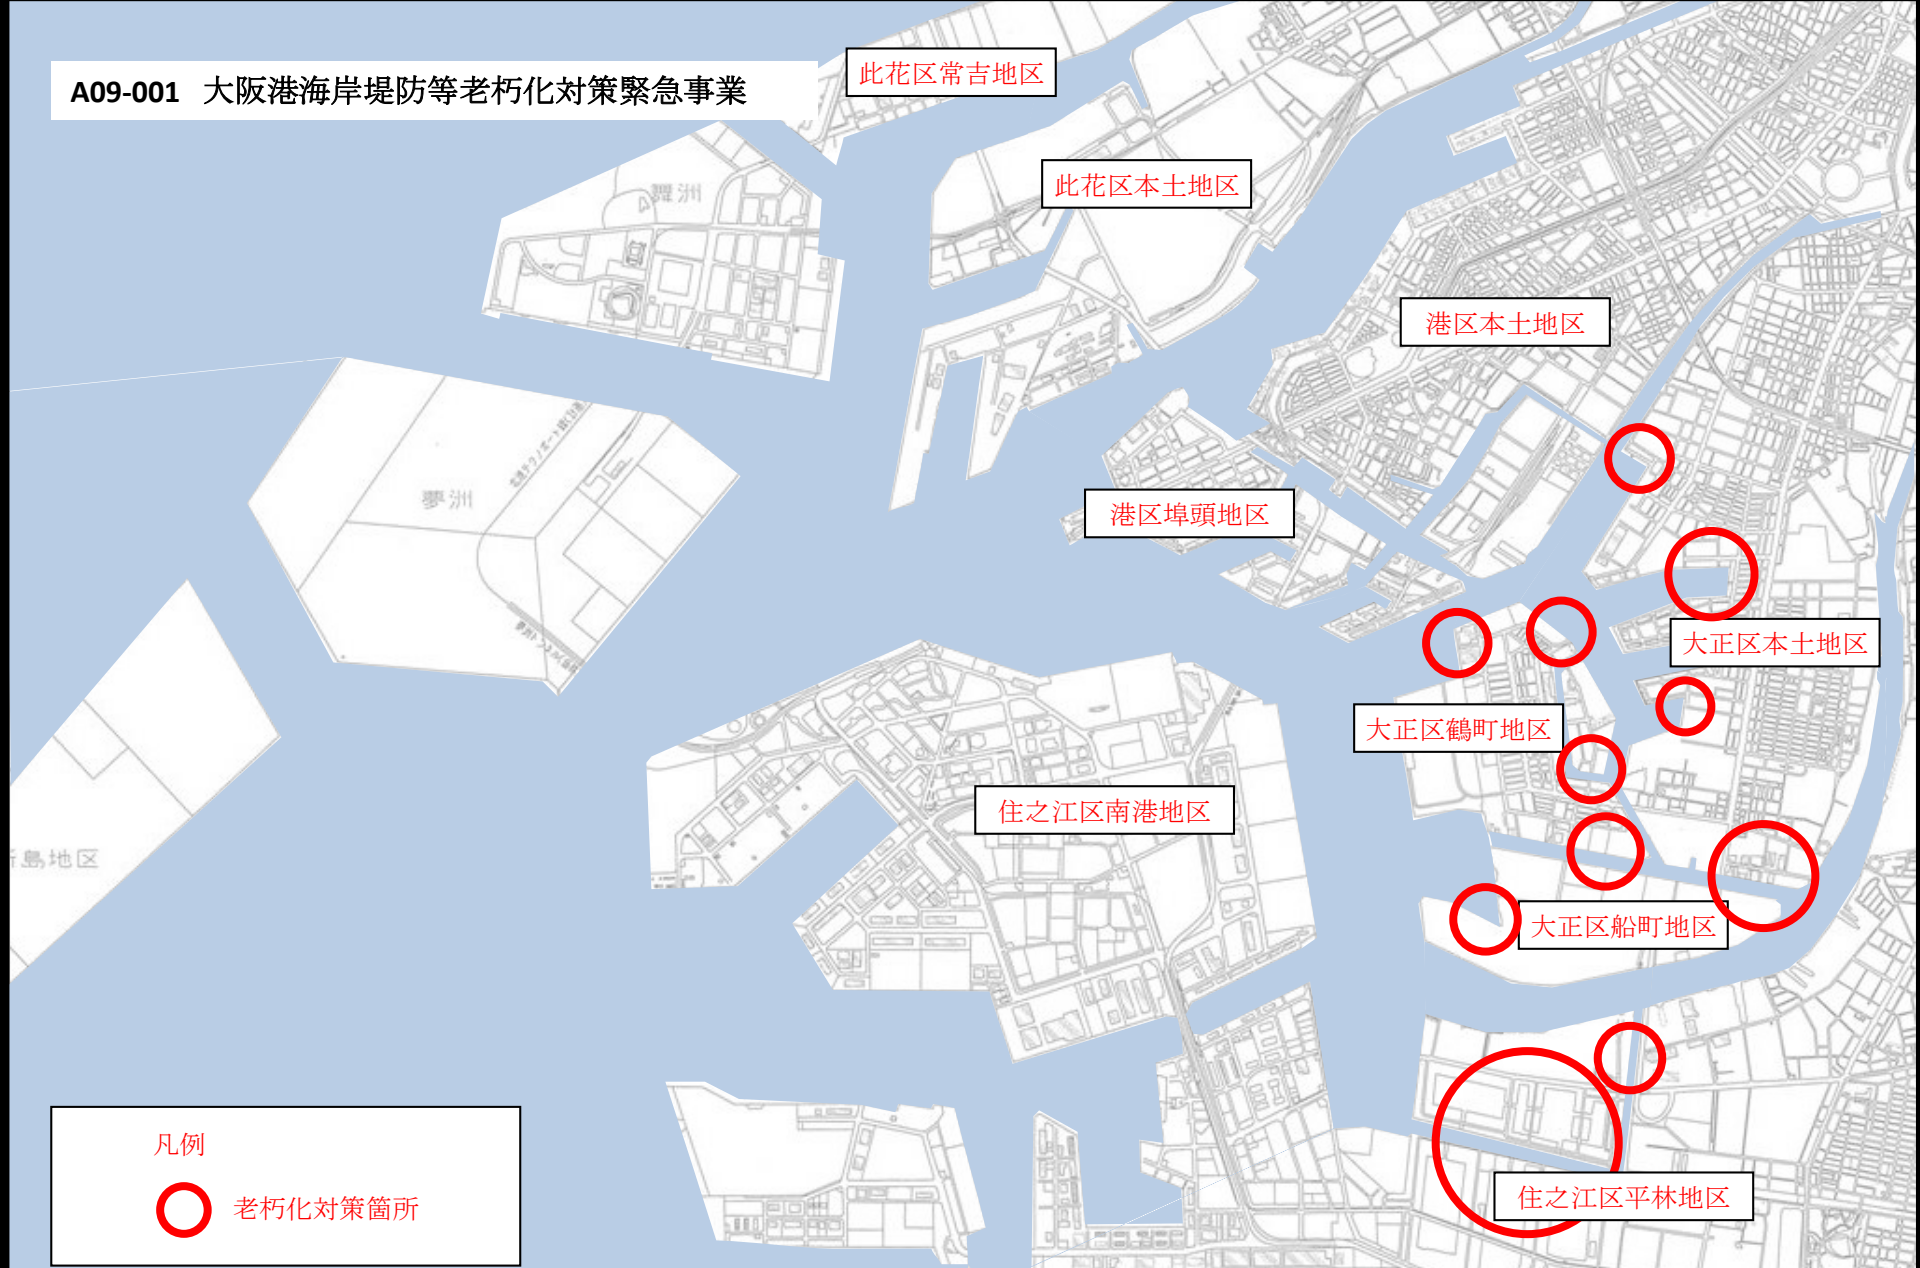 此花区常吉地区
A09-001 大阪港海岸堤防等老朽化対策緊急事業
此花区本土地区
舞洲
港区本土地区
夢洲
港区埠頭地区
大正区本土地区
大正区鶴町地区
住之江区南港地区
島地区
大正区船町地区
凡例
住之江区平林地区
老朽化対策箇所